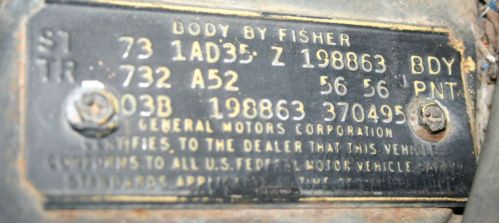 BODY BY FISHER
ST 73 1AD35 Z 198863 BDY
TR 732 A52 56 56 PNT
03B 198863 370495
GENERAL MOTORS CORPORATION
CERTIFIES, TO THE DEALER THAT THIS VEHICLE
CONFORMS TO ALL U.S. FEDERAL MOTOR VEHICLE SAFETY
STANDARDS